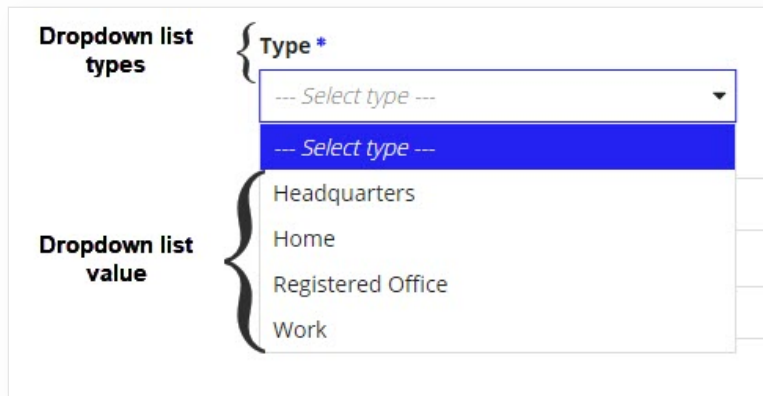 Dropdown list
types
Type *
--- Select type ---
--- Select type ---
Headquarters
Home
Dropdown list
value
Registered Office
Work